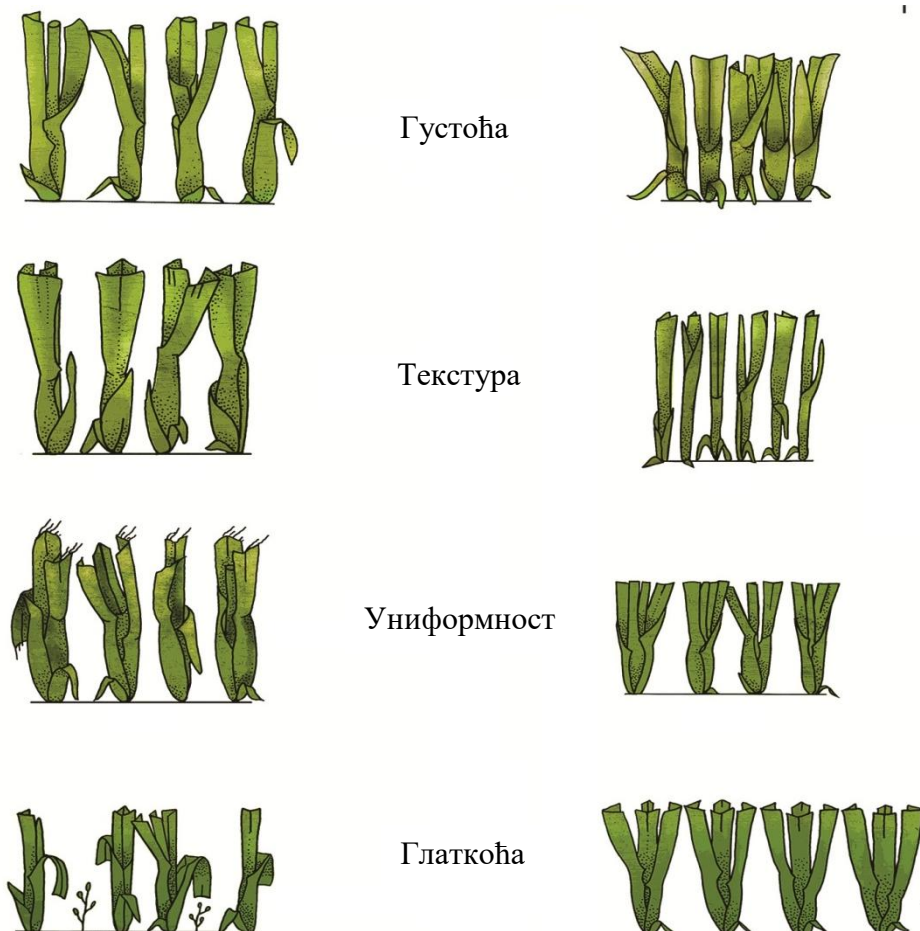 Густоћа
Текстура
Униформност
Глаткоћа